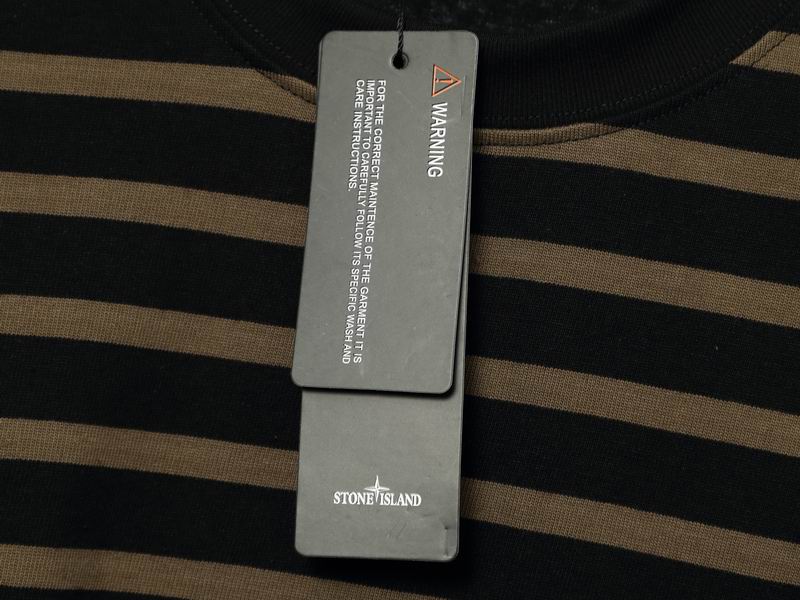 WARNING
FOR THE CORRECT MAINTENCE OF THE GARMENT IT IS
IMPORTANT TO CAREFULLY FOLLOW ITS SPECIFIC WASH AND
CARE INSTRUCTIONS.
STONE ISLAND